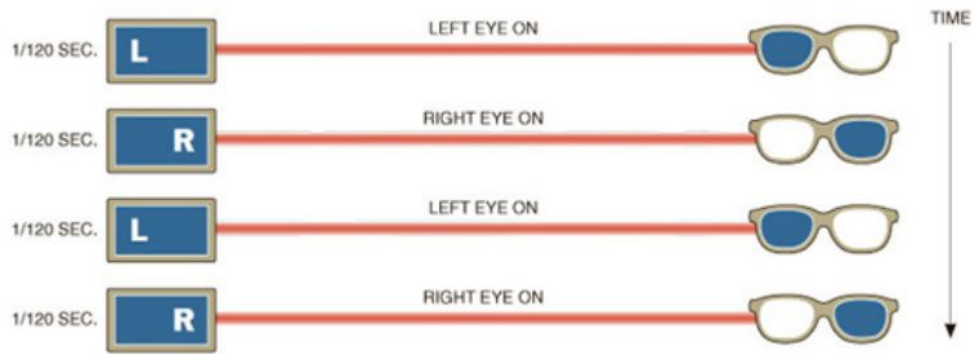 TIME
LEFT EYE ON
1/120 SEC.
L
RIGHT EYE ON
1/120 SEC.
R
LEFT EYE ON
1/120 SEC.
L
RIGHT EYE ON
1/120 SEC.
R